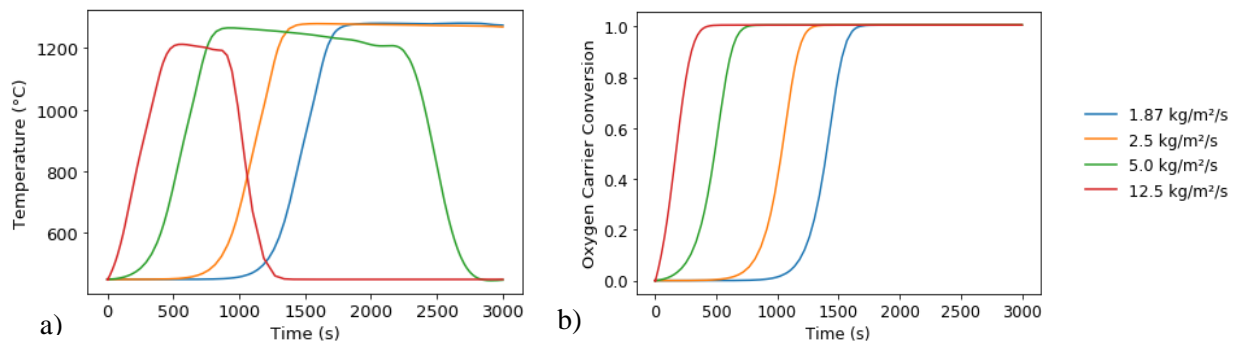 1200
1000
800
600
Temperature (°C)
0 500 1000 1500 2000 2500 3000
Time (s)
a)
1.0
0.8
0.6
0.4
0.2
0.0
Oxygen Carrier Conversion
0 500 1000 1500 2000 2500 3000
Time (s)
b)
1.87 kg/m²/s
2.5 kg/m²/s
5.0 kg/m²/s
12.5 kg/m²/s